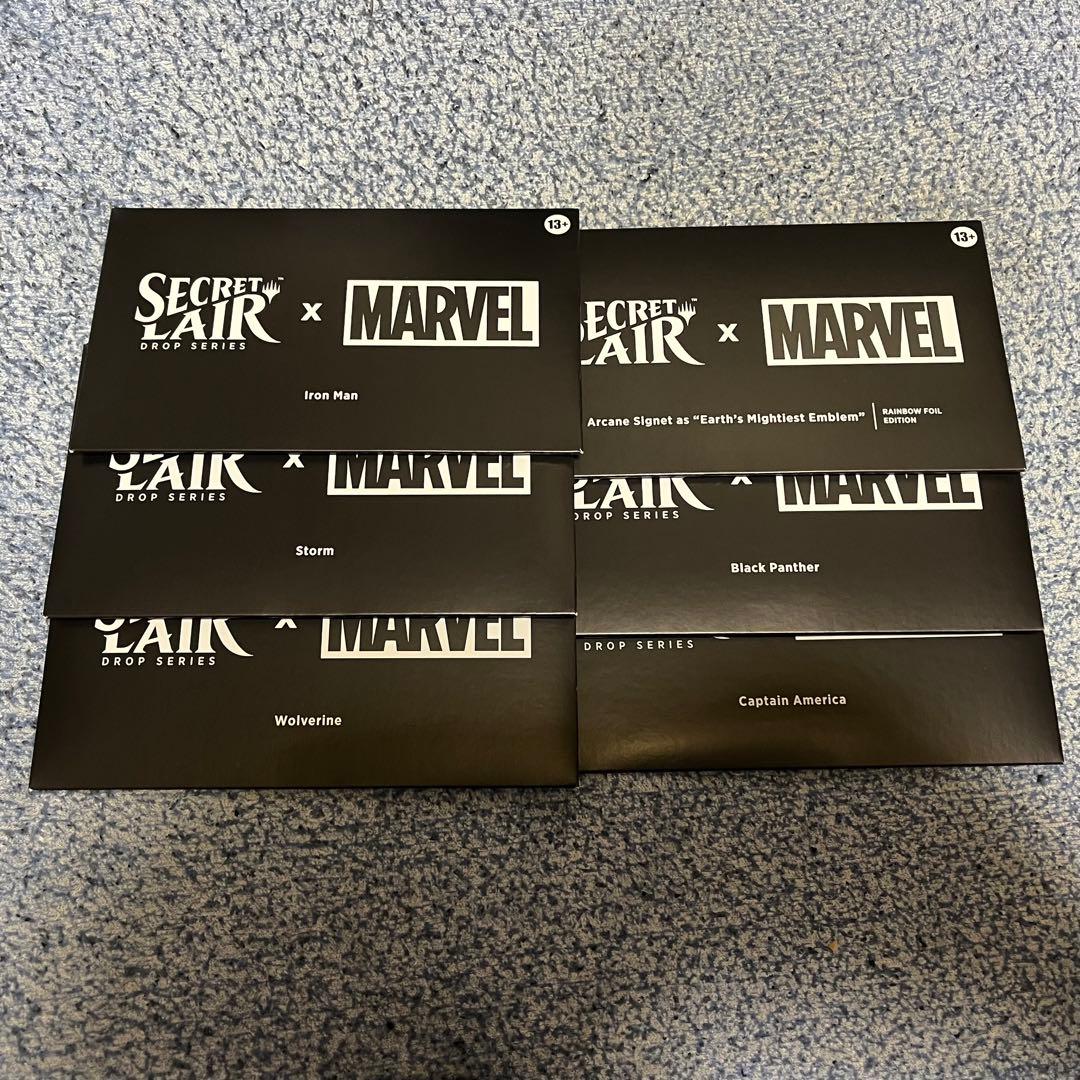 13+
SECRET LAIR™ x MARVEL
DROP SERIES
Iron Man
LAIR x MARVEL
DROP SERIES
Storm
LAIR x MARVEL
DROP SERIES
Wolverine
13+
SECRET LAIR™ x MARVEL
Arcane Signet as “Earth’s Mightiest Emblem” RAINBOW FOIL
EDITION
LAIR x MARVEL
DROP SERIES
Black Panther
DROP SERIES
Captain America